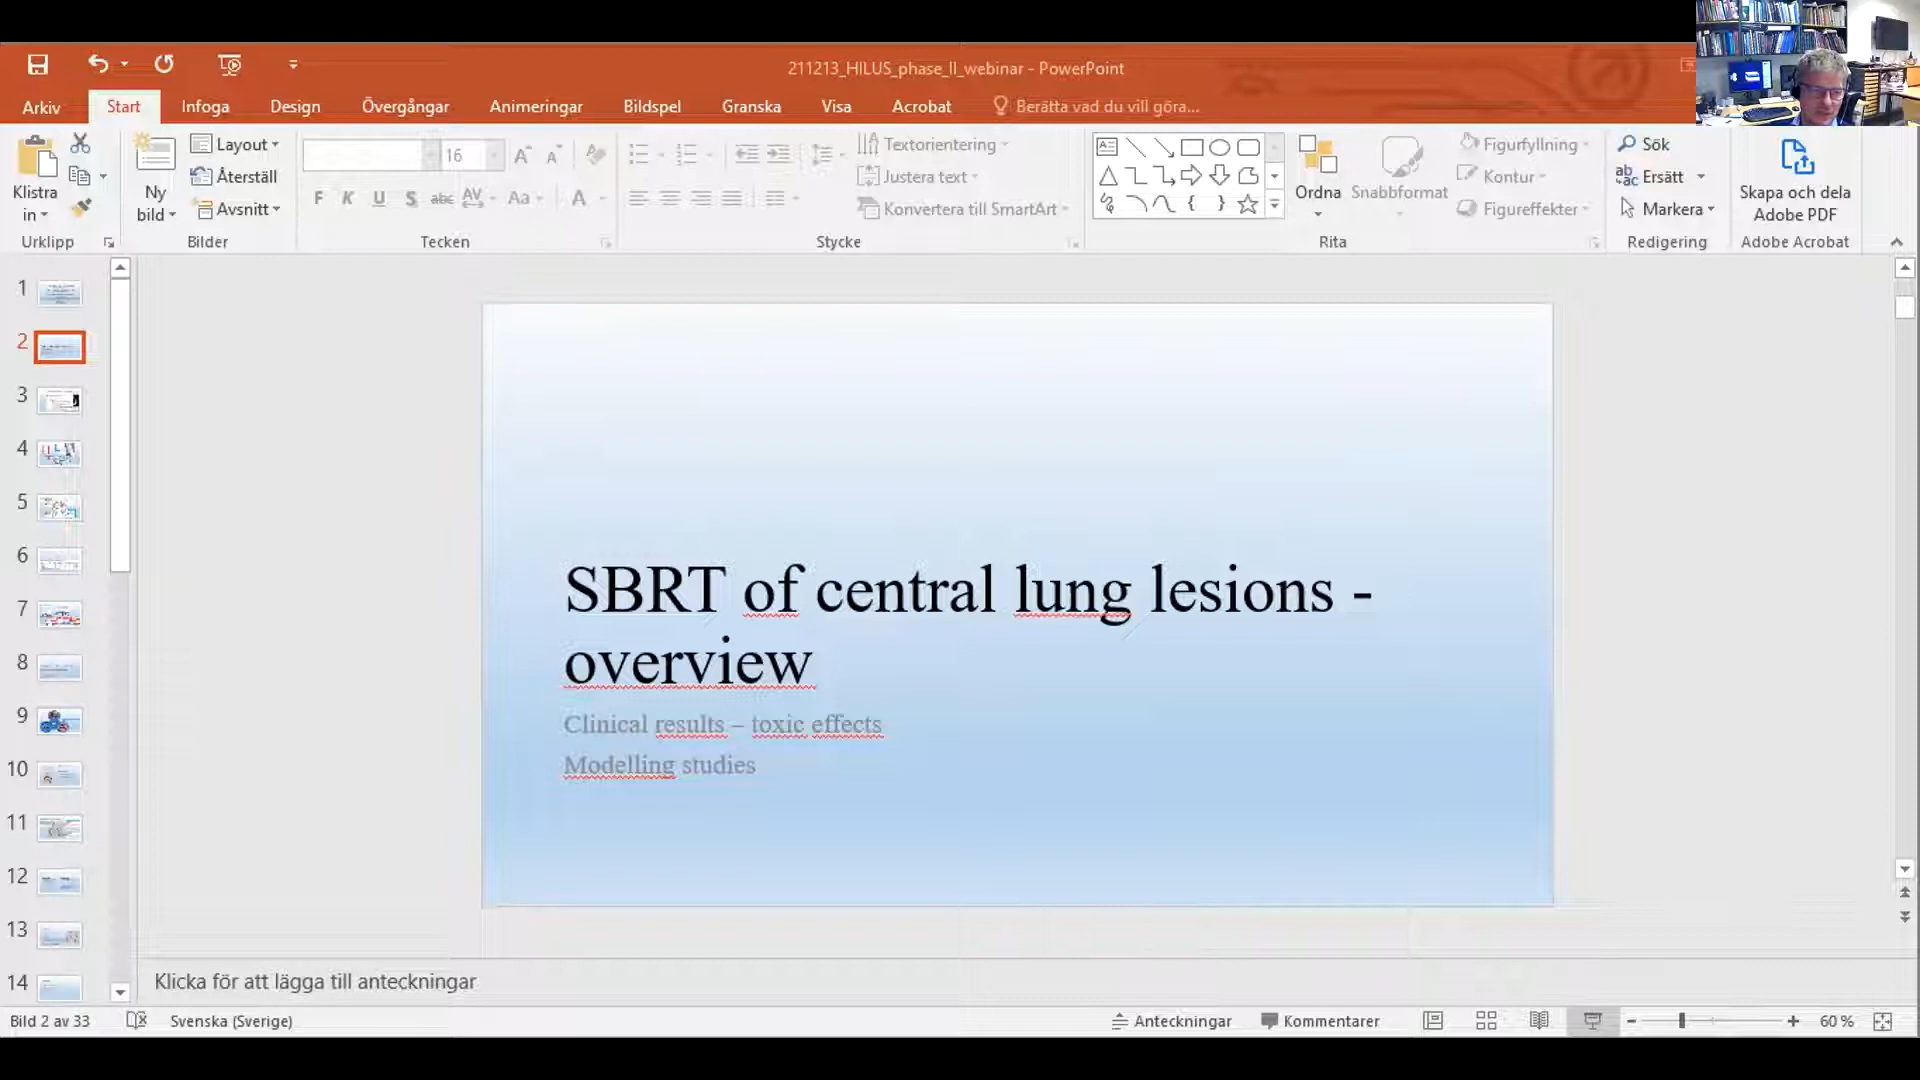 211213_HILUS_phase_II_webinar - PowerPoint
Arkiv Start Infoga Design Övergångar Animeringar Bildspel Granska Visa Acrobat Berätta vad du vill göra...
Klistra in
Urklipp
Ny bild
Layout
Återställ
Avsnitt
Bilder
16
F K U S abc AV Aa A
Tecken
Textorientering
Justera text
Konvertera till SmartArt
Stycke
Ordna
Snabbformat
Figurfyllning
Kontur
Figureffekter
Rita
Sök
Ersätt
Markera
Redigering
Skapa och dela
Adobe PDF
Adobe Acrobat
1
2
3
4
5
6
7
8
9
10
11
12
13
14
SBRT of central lung lesions -
overview
Clinical results – toxic effects
Modelling studies
Klicka för att lägga till anteckningar
Bild 2 av 33 Svenska (Sverige) Anteckningar Kommentarer 60 %